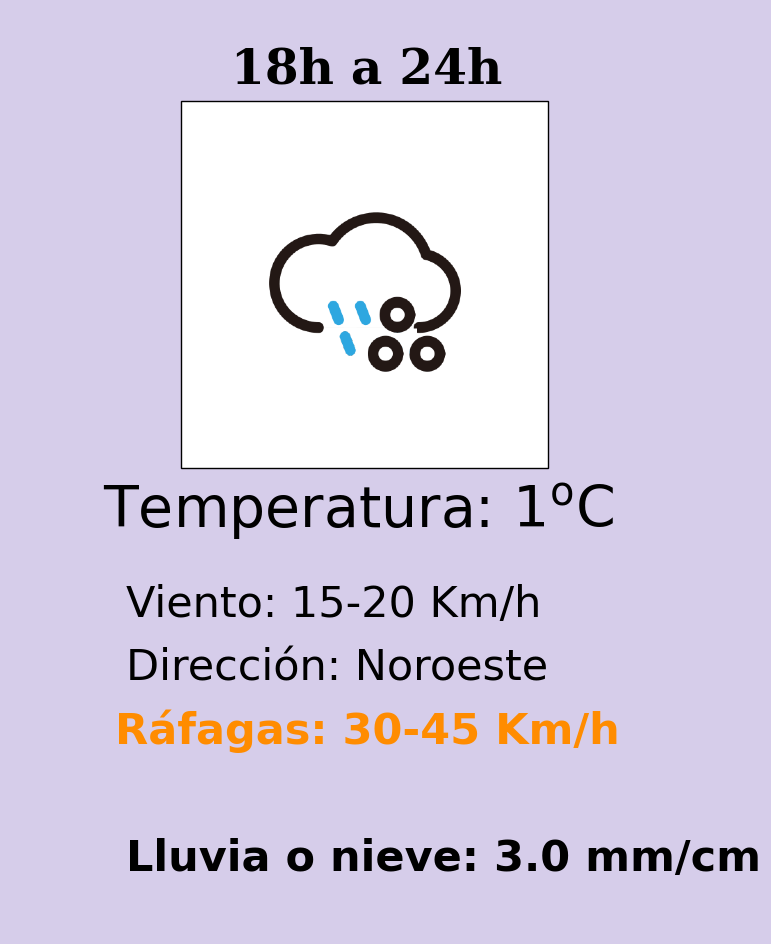 18h a 24h
Temperatura: 1ºC
Viento: 15-20 Km/h
Dirección: Noroeste
Ráfagas: 30-45 Km/h
Lluvia o nieve: 3.0 mm/cm